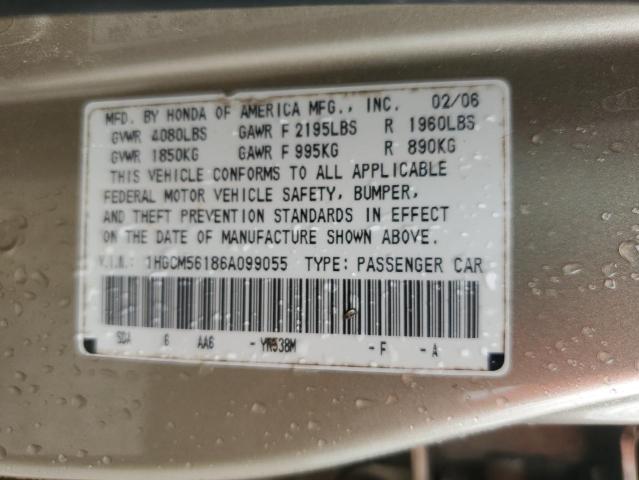 MFD. BY HONDA OF AMERICA MFG., INC. 02/06
GVWR 4080LBS GAWR F 2195LBS R 1960LBS
GVWR 1850KG GAWR F 995KG R 890KG
THIS VEHICLE CONFORMS TO ALL APPLICABLE
FEDERAL MOTOR VEHICLE SAFETY, BUMPER,
AND THEFT PREVENTION STANDARDS IN EFFECT
ON THE DATE OF MANUFACTURE SHOWN ABOVE.
V.I.N.: 1HGCM56186A099055 TYPE: PASSENGER CAR
SDA 6 AA6 - YR538M - F - A